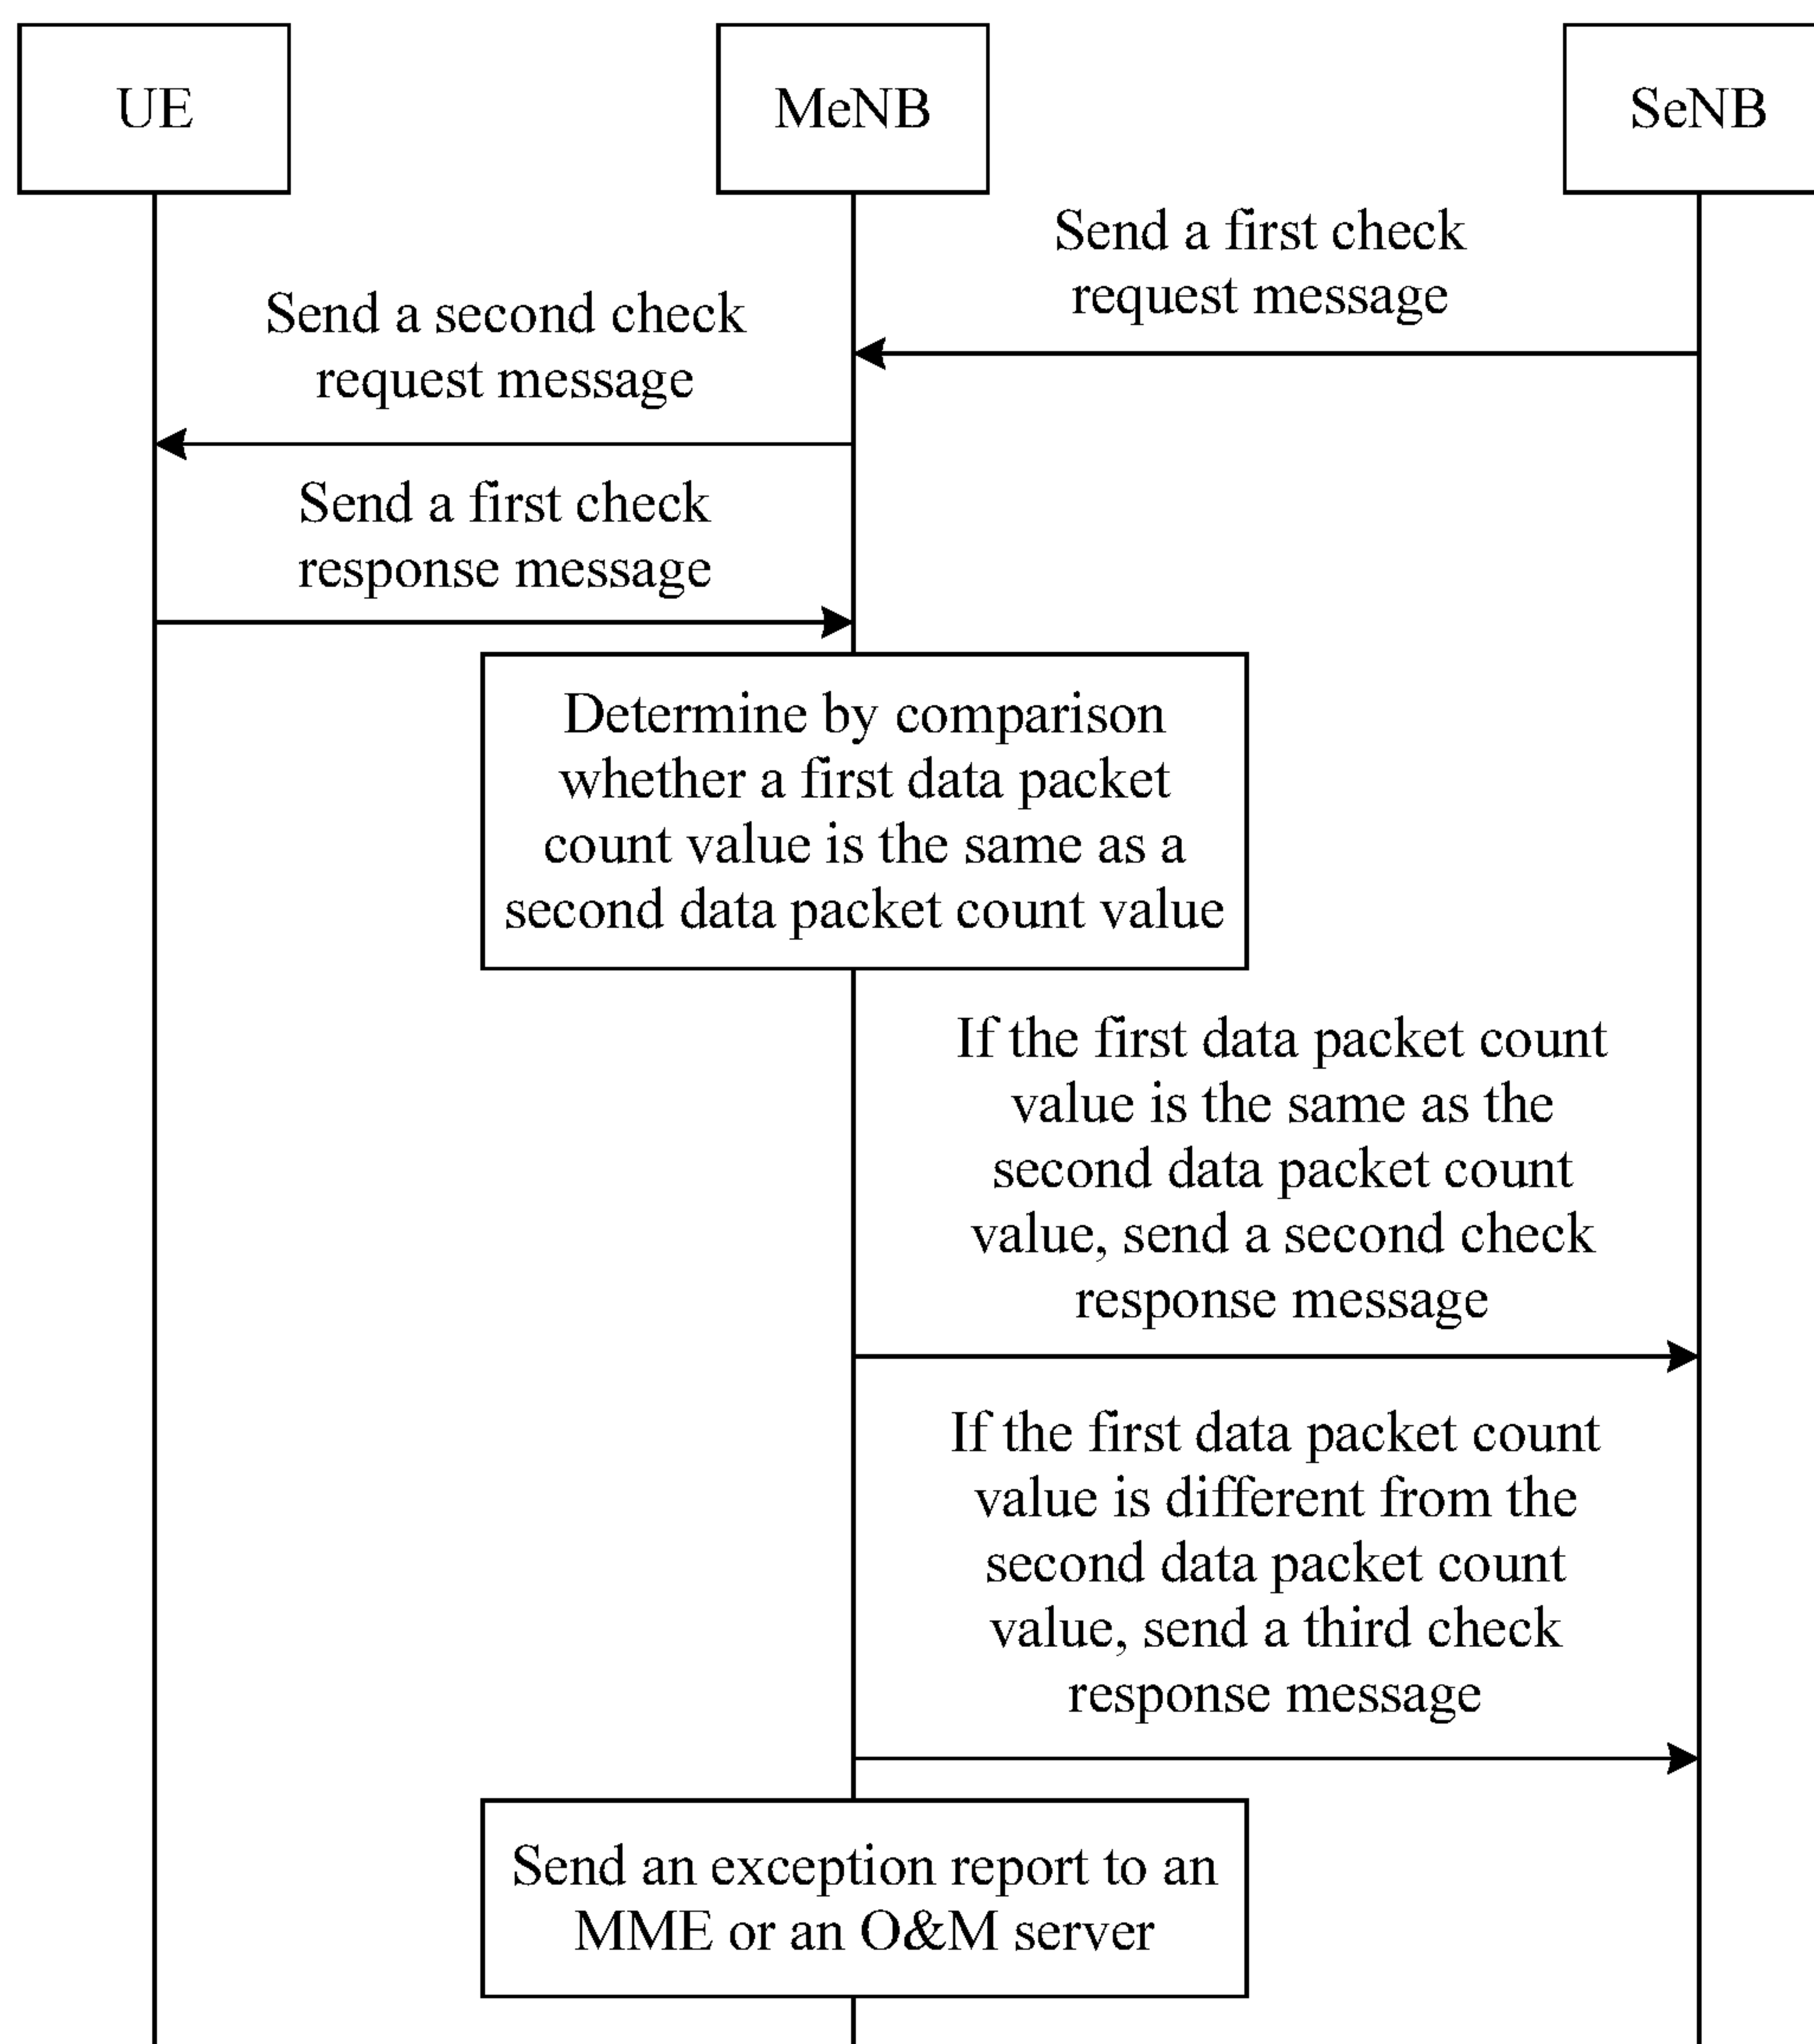 UE
MeNB
SeNB
Send a first check
request message
Send a second check
request message
Send a first check
response message
Determine by comparison
whether a first data packet
count value is the same as a
second data packet count value
If the first data packet count
value is the same as the
second data packet count
value, send a second check
response message
If the first data packet count
value is different from the
second data packet count
value, send a third check
response message
Send an exception report to an
MME or an O&M server